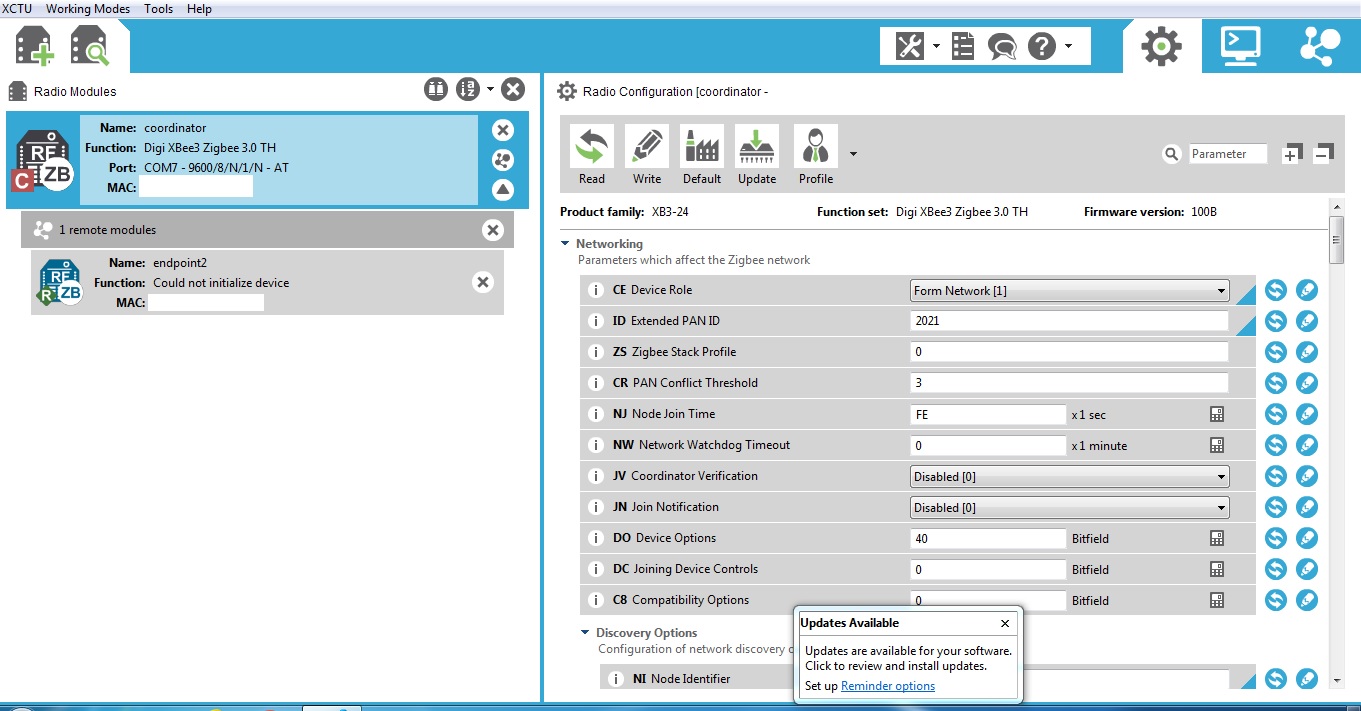 XCTU Working Modes Tools Help
Radio Modules
Name: coordinator
Function: Digi XBee3 Zigbee 3.0 TH
Port: COM7 - 9600/8/N/1/N - AT
MAC:
RF
C ZB
1 remote modules
Name: endpoint2
Function: Could not initialize device
MAC:
RF
R ZB
Radio Configuration [coordinator -
Read Write Default Update Profile
Parameter
Product family: XB3-24 Function set: Digi XBee3 Zigbee 3.0 TH Firmware version: 100B
Networking
Parameters which affect the Zigbee network
i CE Device Role Form Network [1]
i ID Extended PAN ID 2021
i ZS Zigbee Stack Profile 0
i CR PAN Conflict Threshold 3
i NJ Node Join Time FE x 1 sec
i NW Network Watchdog Timeout 0 x 1 minute
i JV Coordinator Verification Disabled [0]
i JN Join Notification Disabled [0]
i DO Device Options 40 Bitfield
i DC Joining Device Controls 0 Bitfield
i C8 Compatibility Options 0 Bitfield
Discovery Options
Configuration of network discovery
i NI Node Identifier
Updates Available
Updates are available for your software.
Click to review and install updates.
Set up Reminder options